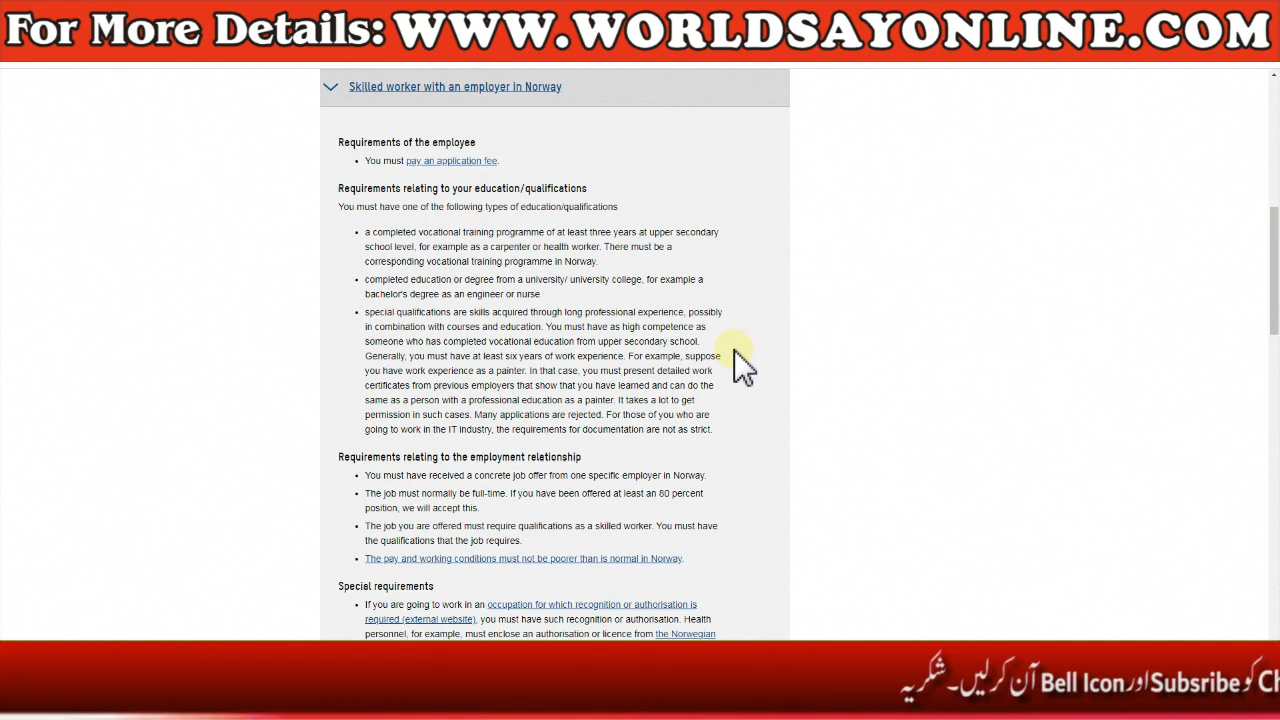 For More Details: WWW.WORLDSAYONLINE.COM
Skilled worker with an employer in Norway
Requirements of the employee
• You must pay an application fee.
Requirements relating to your education/qualifications
You must have one of the following types of education/qualifications
• a completed vocational training programme of at least three years at upper secondary
school level, for example as a carpenter or health worker. There must be a
corresponding vocational training programme in Norway.
• completed education or degree from a university/ university college, for example a
bachelor's degree as an engineer or nurse
• special qualifications are skills acquired through long professional experience, possibly
in combination with courses and education. You must have as high competence as
someone who has completed vocational education from upper secondary school.
Generally, you must have at least six years of work experience. For example, suppose
you have work experience as a painter. In that case, you must present detailed work
certificates from previous employers that show that you have learned and can do the
same as a person with a professional education as a painter. It takes a lot to get
permission in such cases. Many applications are rejected. For those of you who are
going to work in the IT industry, the requirements for documentation are not as strict.
Requirements relating to the employment relationship
• You must have received a concrete job offer from one specific employer in Norway.
• The job must normally be full-time. If you have been offered at least an 80 percent
position, we will accept this.
• The job you are offered must require qualifications as a skilled worker. You must have
the qualifications that the job requires.
• The pay and working conditions must not be poorer than is normal in Norway.
Special requirements
• If you are going to work in an occupation for which recognition or authorisation is
required (external website), you must have such recognition or authorisation. Health
personnel, for example, must enclose an authorisation or licence from the Norwegian
Ch کو Subsribe اور Bell Icon آن کرلیں۔ شکریہ